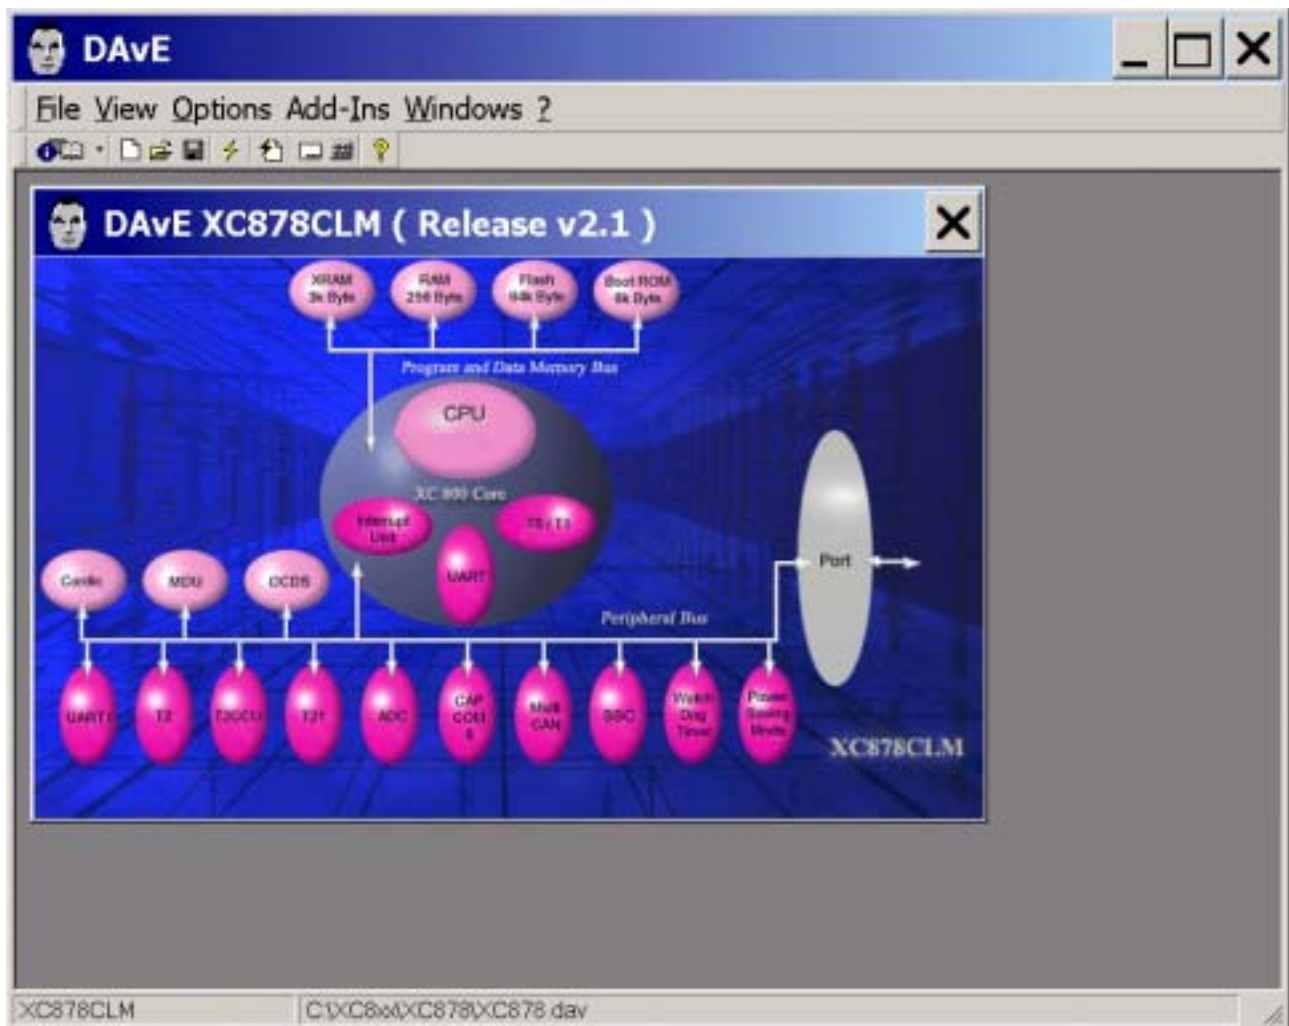 DAvE
File View Options Add-Ins Windows ?
DAvE XC878CLM ( Release v2.1 )
XRAM
3k Byte
RAM
256 Byte
Flash
64k Byte
Boot ROM
8k Byte
Program and Data Memory Bus
CPU
XC 800 Core
Interrupt
Unit
T0 / T1
UART
Cordic
MDU
OCDS
Port
Peripheral Bus
UART1
T2
T2CCU
T21
ADC
CAP
COM
6
Multi
CAN
SSC
Watch
Dog
Timer
Power
Saving
Mode
XC878CLM
XC878CLM
C:\XC8xx\XC878\XC878.dav